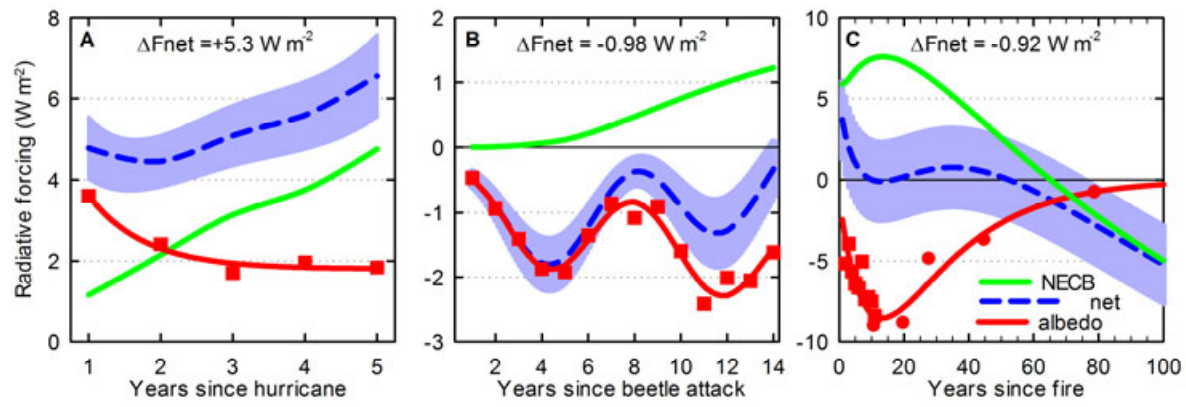 A
ΔFnet =+5.3 W m-2
B
ΔFnet = -0.98 W m-2
C
ΔFnet = -0.92 W m-2
Radiative forcing (W m2)
8
6
4
2
0
2
1
0
-1
-2
-3
10
5
0
-5
-10
NECB
net
albedo
1 2 3 4 5
2 4 6 8 10 12 14
0 20 40 60 80 100
Years since hurricane
Years since beetle attack
Years since fire